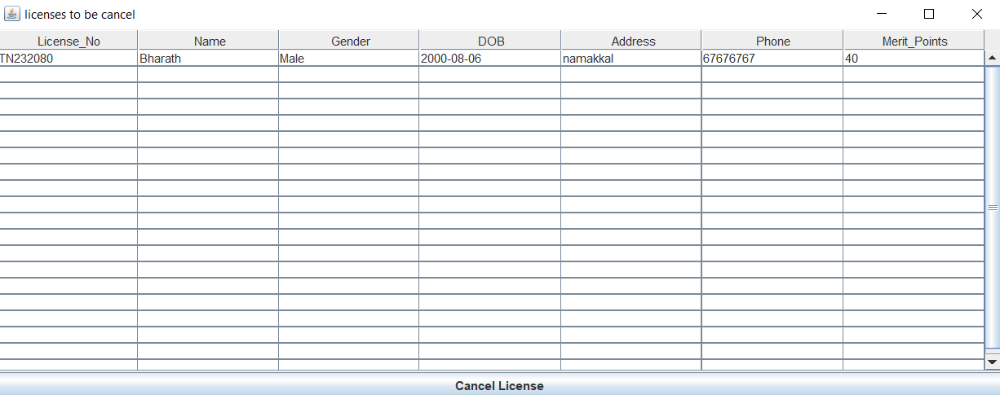 licenses to be cancel
License_No Name Gender DOB Address Phone Merit_Points
TN232080 Bharath Male 2000-08-06 namakkal 67676767 40
Cancel License